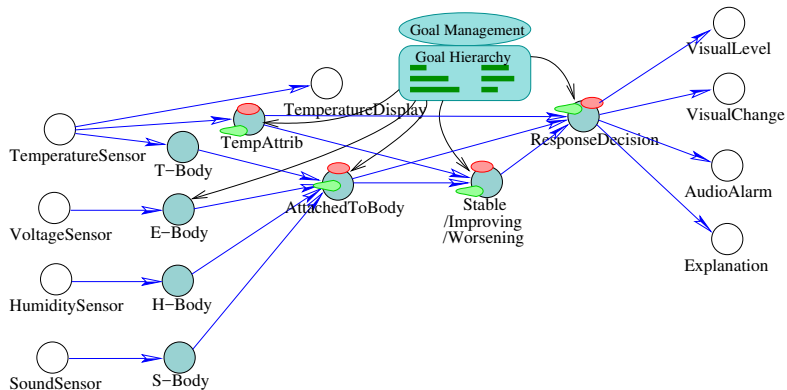 Goal Management
Goal Hierarchy
VisualLevel
TemperatureDisplay
VisualChange
TempAttrib
ResponseDecision
TemperatureSensor
T-Body
AudioAlarm
AttachedToBody
Stable
/Improving
/Worsening
VoltageSensor
E-Body
Explanation
HumiditySensor
H-Body
SoundSensor
S-Body